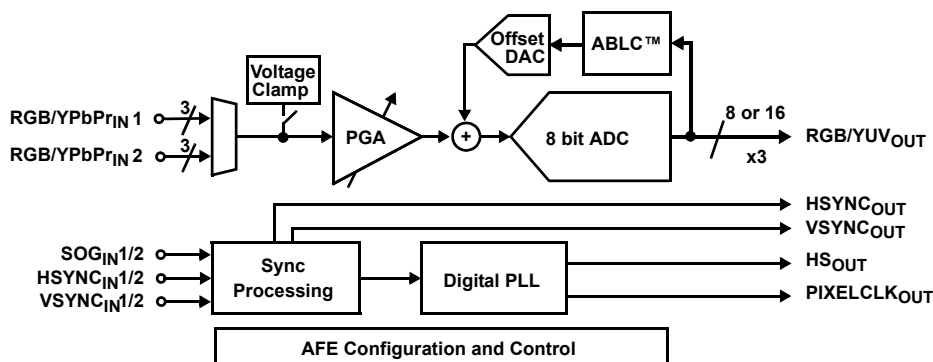 Offset
DAC
ABLC™
Voltage
Clamp
RGB/YPbPrIN 1
3
PGA
+
8 bit ADC
8 or 16
x3
RGB/YUVOUT
RGB/YPbPrIN 2
3
HSYNCOUT
VSYNCOUT
SOGIN1/2
HSYNCIN1/2
VSYNCIN1/2
Sync
Processing
Digital PLL
HSOUT
PIXELCLKOUT
AFE Configuration and Control